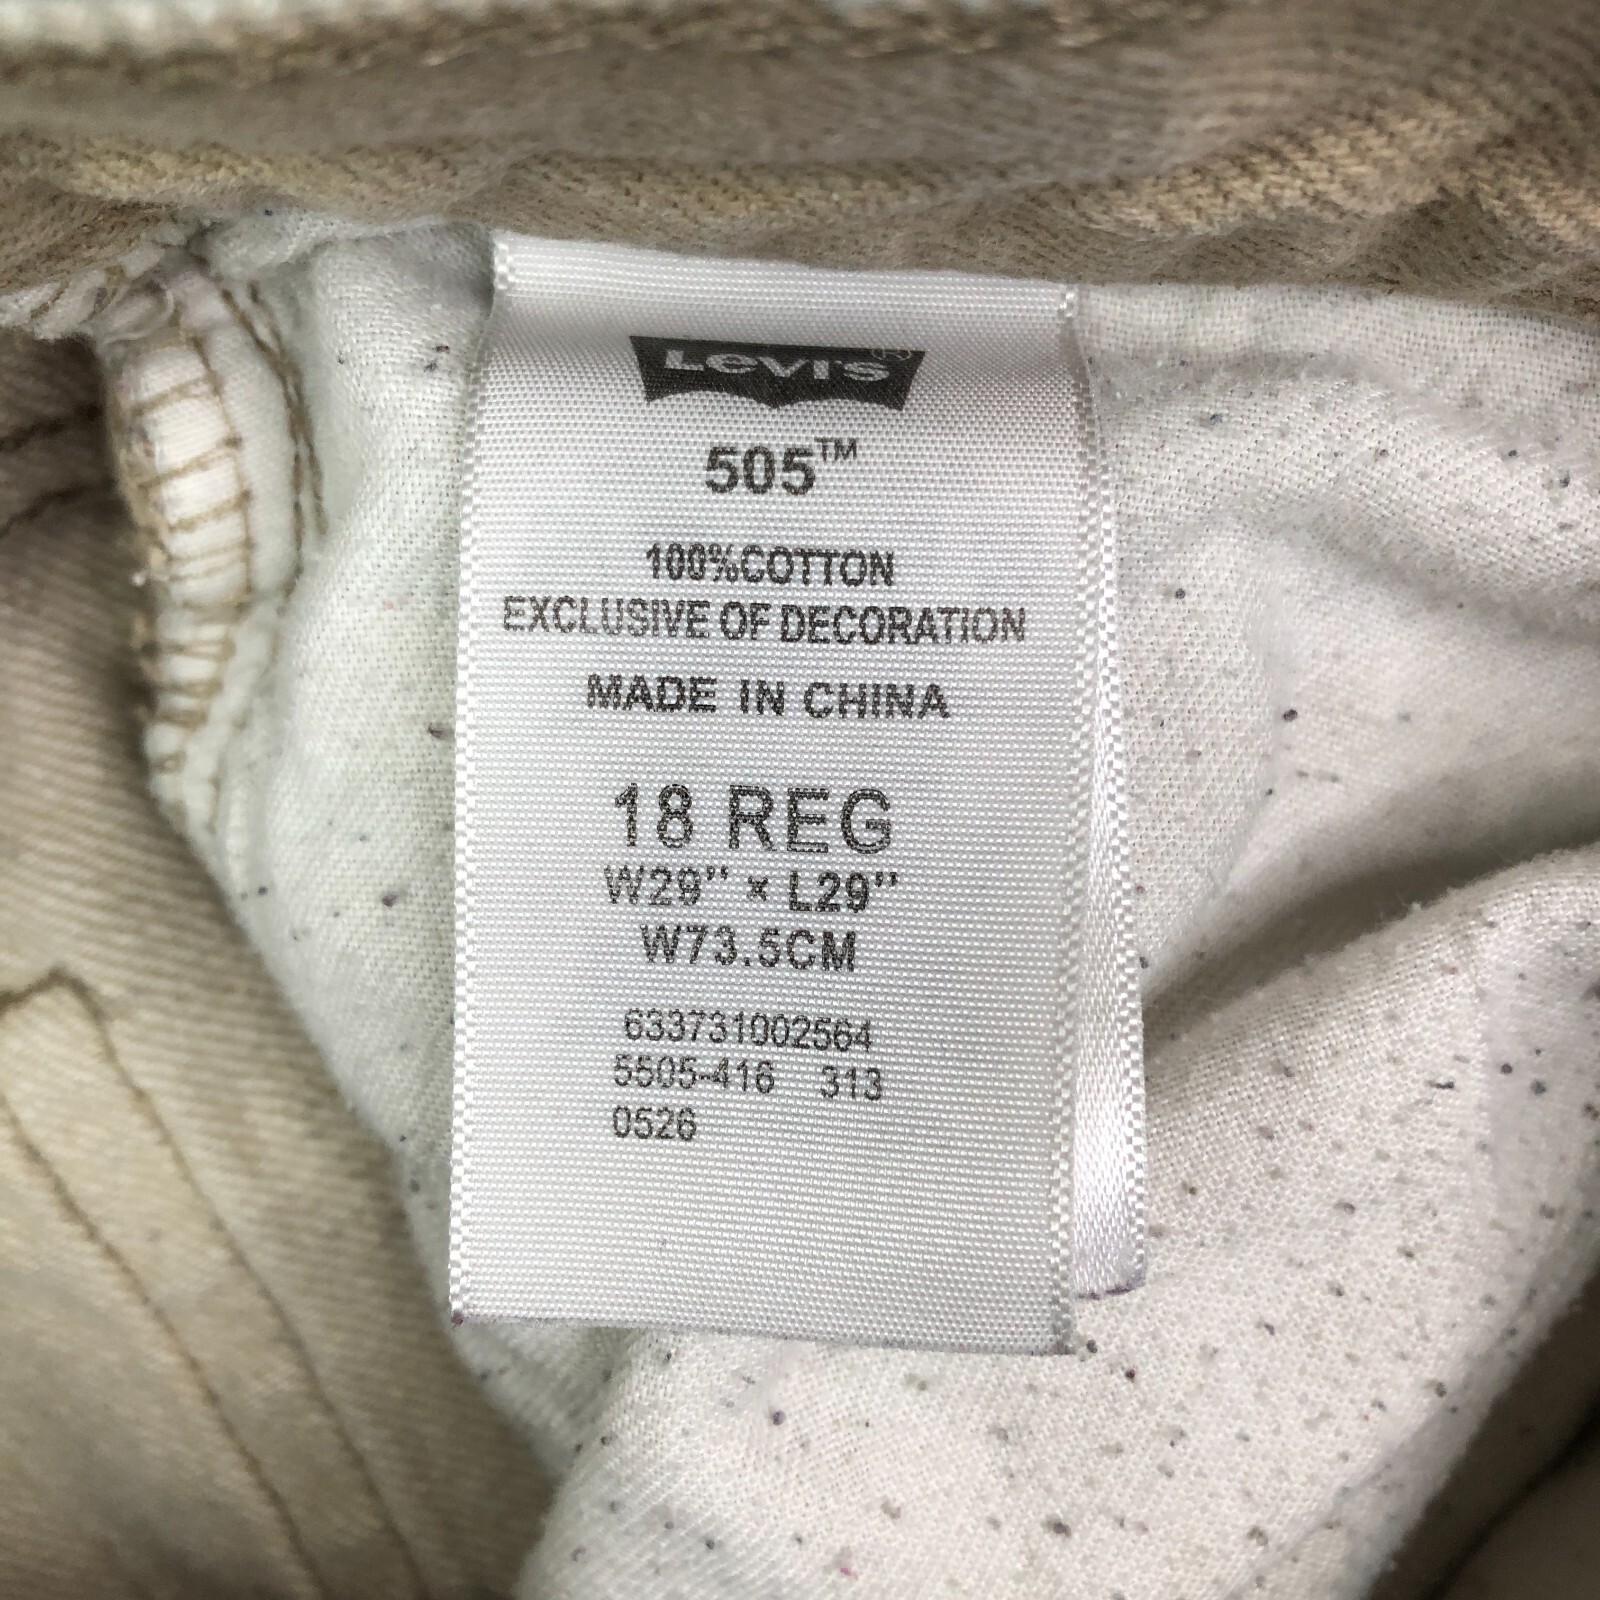 Levi's®
505™
100%COTTON
EXCLUSIVE OF DECORATION
MADE IN CHINA
18 REG
W29" × L29"
W73.5CM
633731002564
5505-416 313
0526